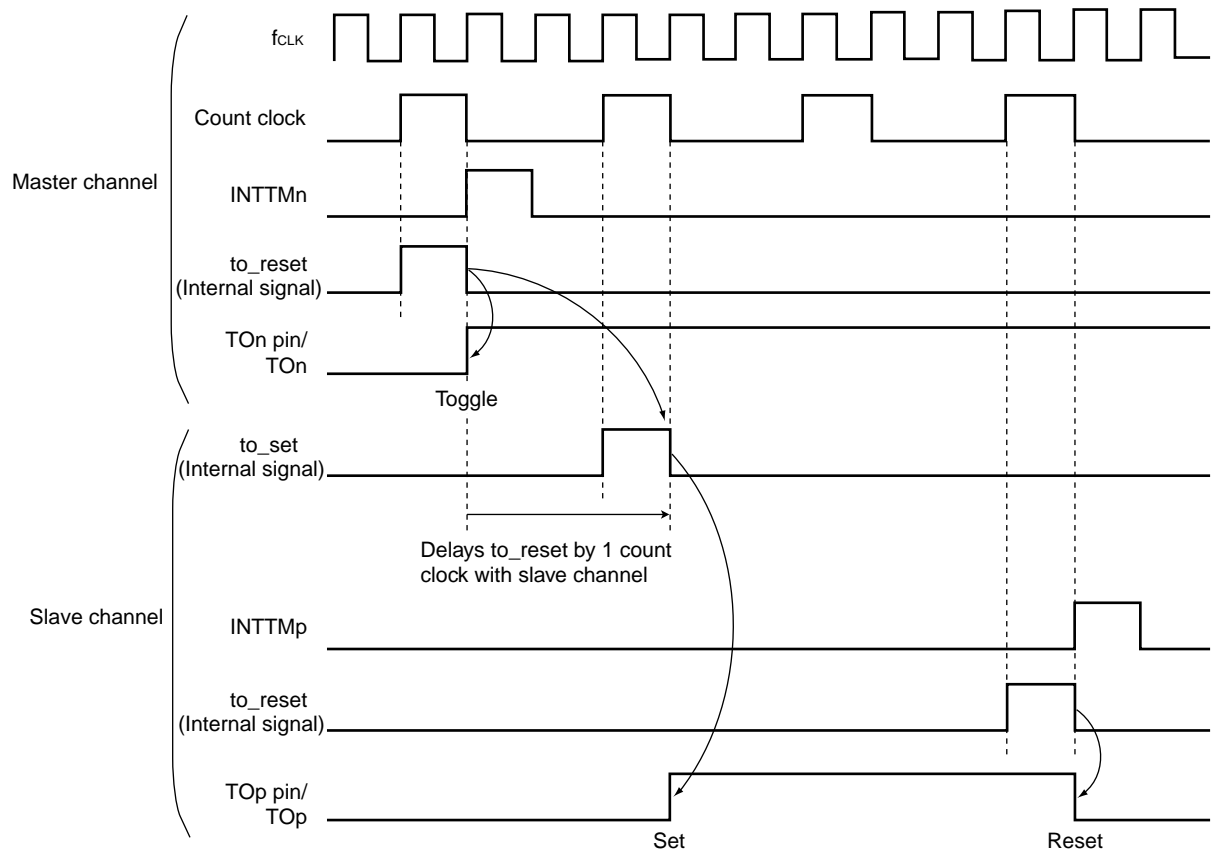 fCLK
Count clock
Master channel
INTTMn
to_reset
(Internal signal)
TOn pin/
TOn
Toggle
to_set
(Internal signal)
Delays to_reset by 1 count
clock with slave channel
Slave channel
INTTMp
to_reset
(Internal signal)
TOp pin/
TOp
Set
Reset